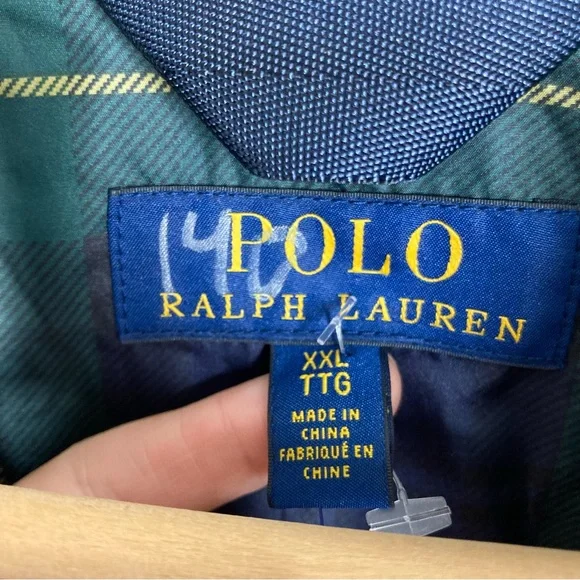 140
POLO
RALPH LAUREN
XXL
TTG
MADE IN
CHINA
FABRIQUÉ EN
CHINE